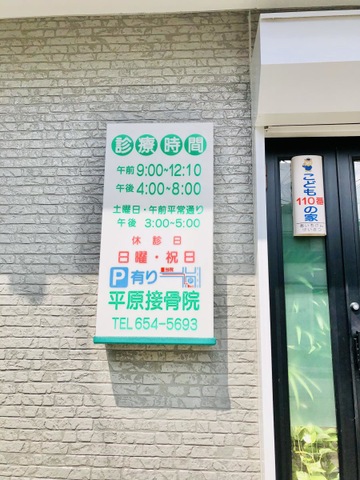 診療時間
午前 9:00~12:10
午後 4:00~8:00
土曜日・午前平常通り
午後 3:00~5:00
休診日
日曜・祝日
P有り
平原接骨院
TEL 654-5693
こども
110番
の家